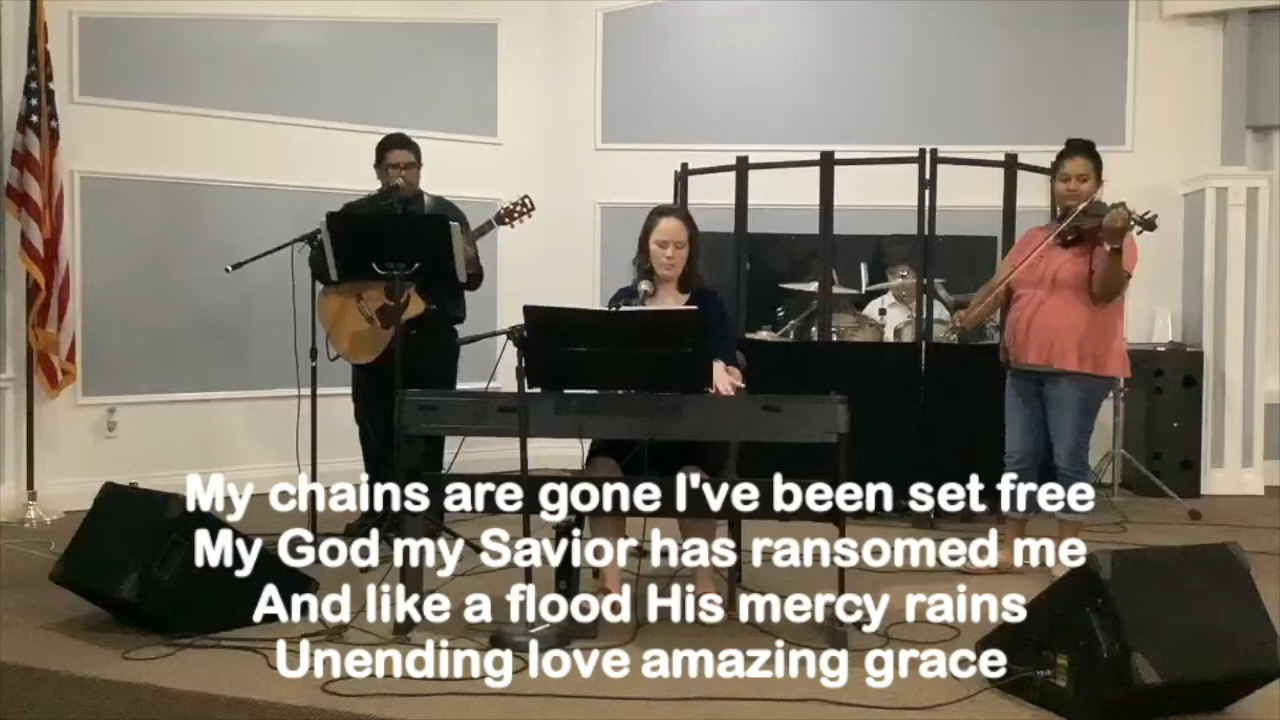 My chains are gone I've been set free
My God my Savior has ransomed me
And like a flood His mercy rains
Unending love amazing grace